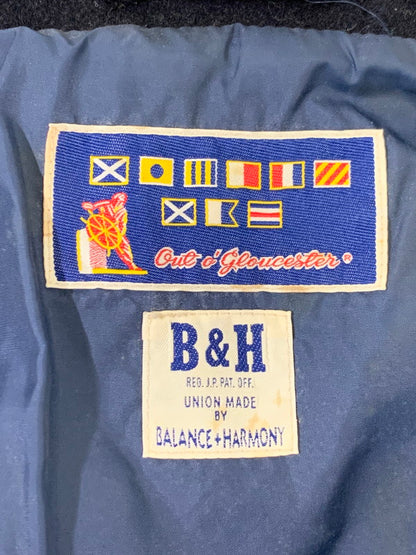 Out o' Gloucester®
B & H
REG. J.P. PAT. OFF.
UNION MADE
BY
BALANCE+HARMONY